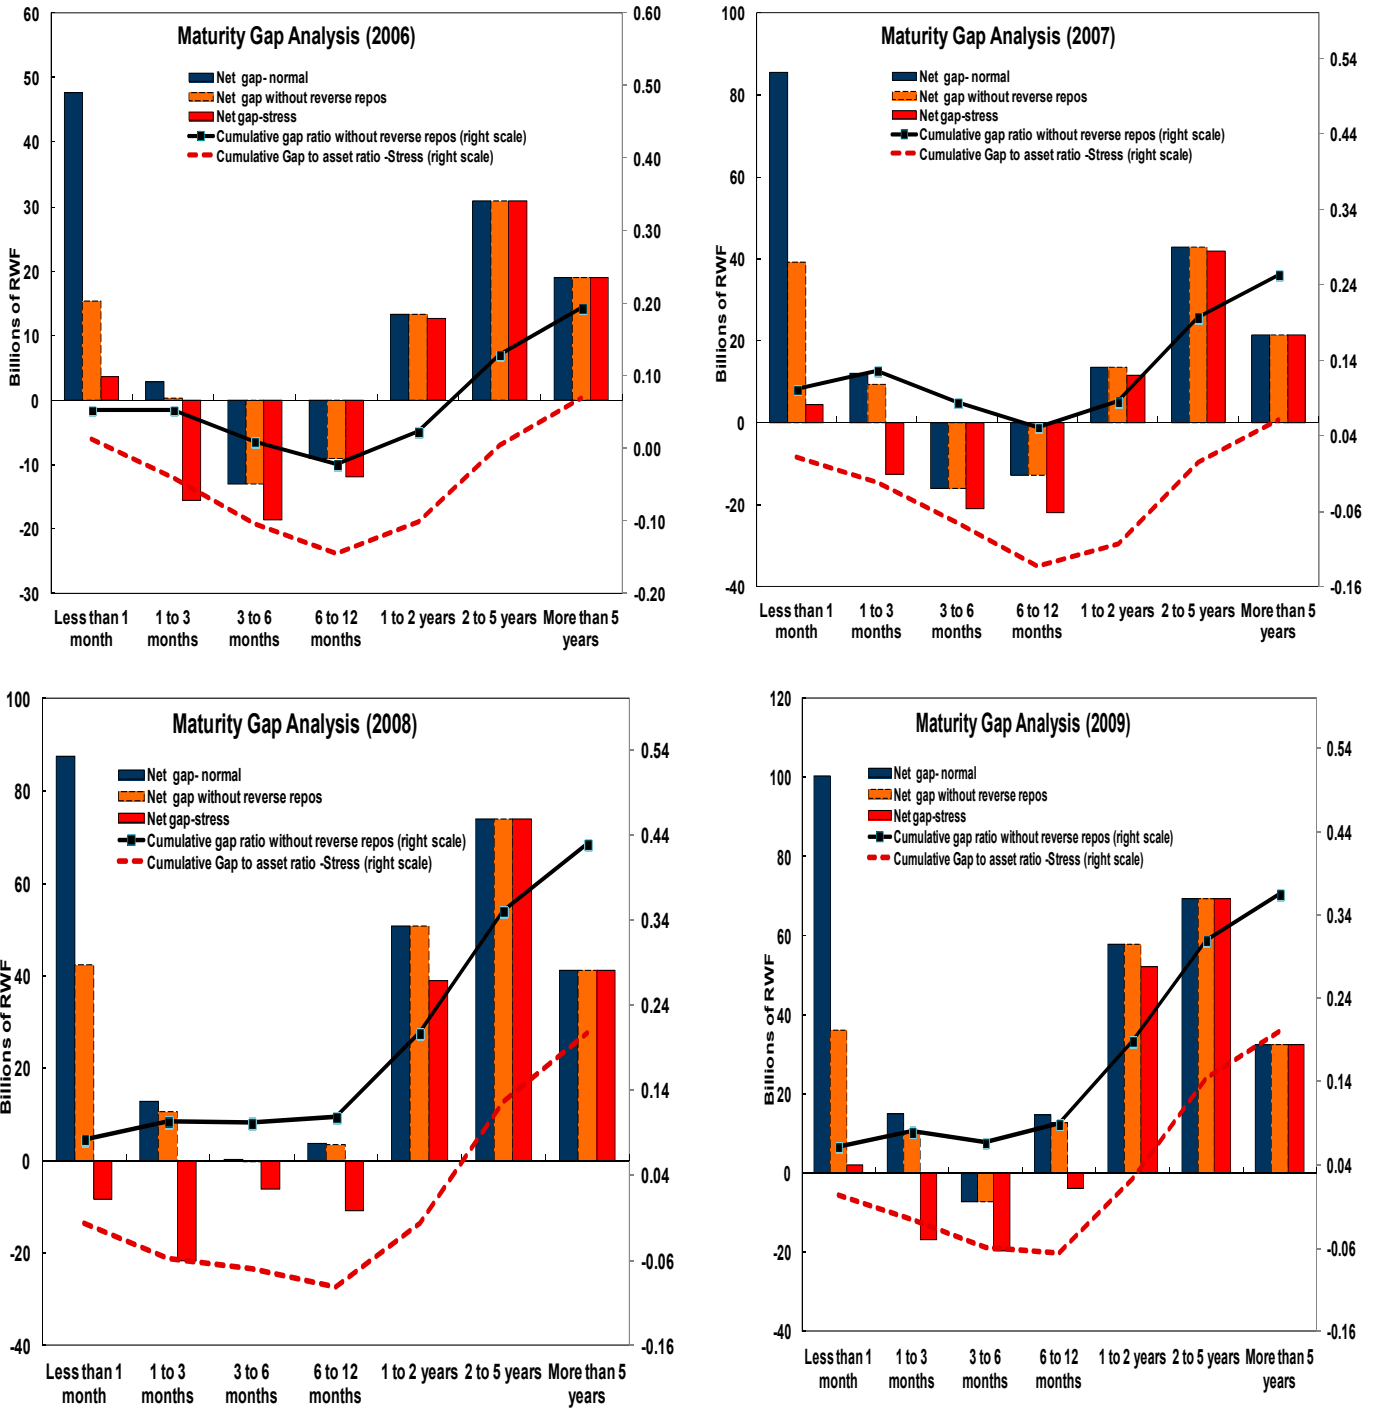 Maturity Gap Analysis (2006)
Net gap- normal
Net gap without reverse repos
Net gap-stress
Cumulative gap ratio without reverse repos (right scale)
Cumulative Gap to asset ratio -Stress (right scale)
Billions of RWF
60
50
40
30
20
10
0
-10
-20
-30
0.60
0.50
0.40
0.30
0.20
0.10
0.00
-0.10
-0.20
Less than 1 month
1 to 3 months
3 to 6 months
6 to 12 months
1 to 2 years
2 to 5 years
More than 5 years
Maturity Gap Analysis (2007)
Net gap- normal
Net gap without reverse repos
Net gap-stress
Cumulative gap ratio without reverse repos (right scale)
Cumulative Gap to asset ratio -Stress (right scale)
Billions of RWF
100
80
60
40
20
0
-20
-40
0.54
0.44
0.34
0.24
0.14
0.04
-0.06
-0.16
Less than 1 month
1 to 3 months
3 to 6 months
6 to 12 months
1 to 2 years
2 to 5 years
More than 5 years
Maturity Gap Analysis (2008)
Net gap- normal
Net gap without reverse repos
Net gap-stress
Cumulative gap ratio without reverse repos (right scale)
Cumulative Gap to asset ratio -Stress (right scale)
Billions of RWF
100
80
60
40
20
0
-20
-40
0.54
0.44
0.34
0.24
0.14
0.04
-0.06
-0.16
Less than 1 month
1 to 3 months
3 to 6 months
6 to 12 months
1 to 2 years
2 to 5 years
More than 5 years
Maturity Gap Analysis (2009)
Net gap- normal
Net gap without reverse repos
Net gap-stress
Cumulative gap ratio without reverse repos (right scale)
Cumulative Gap to asset ratio -Stress (right scale)
Billions of RWF
120
100
80
60
40
20
0
-20
-40
0.54
0.44
0.34
0.24
0.14
0.04
-0.06
-0.16
Less than 1 month
1 to 3 months
3 to 6 months
6 to 12 months
1 to 2 years
2 to 5 years
More than 5 years